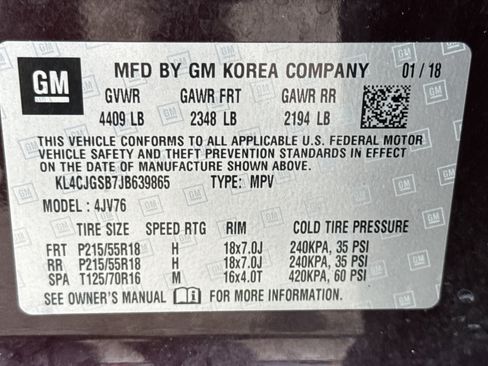 GM MFD BY GM KOREA COMPANY 01/18
GVWR GAWR FRT GAWR RR
4409 LB 2348 LB 2194 LB
THIS VEHICLE CONFORMS TO ALL APPLICABLE U.S. FEDERAL MOTOR
VEHICLE SAFETY AND THEFT PREVENTION STANDARDS IN EFFECT
ON THE DATE OF MANUFACTURE SHOWN ABOVE.
KL4CJGSB7JB639865 TYPE: MPV
MODEL: 4JV76
TIRE SIZE SPEED RTG RIM COLD TIRE PRESSURE
FRT P215/55R18 H 18x7.0J 240KPA, 35 PSI
RR P215/55R18 H 18x7.0J 240KPA, 35 PSI
SPA T125/70R16 M 16x4.0T 420KPA, 60 PSI
SEE OWNER'S MANUAL FOR MORE INFORMATION.